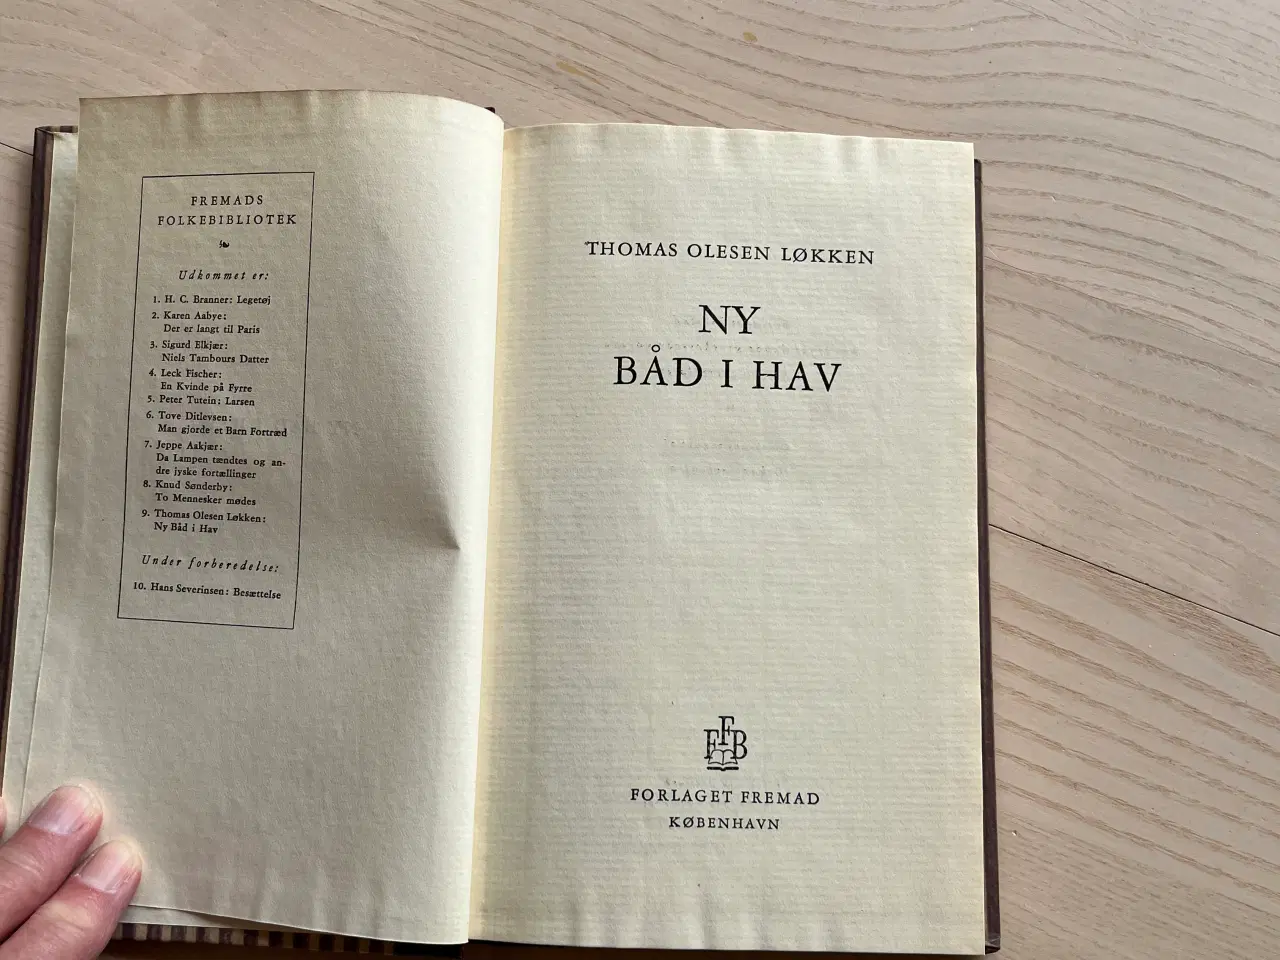 FREMADS
FOLKEBIBLIOTEK
Udkommet er:
1. H. C. Branner: Legetøj
2. Karen Aabye:
Der er langt til Paris
3. Sigurd Elkjær:
Niels Tambours Datter
4. Leck Fischer:
En Kvinde på Fyrre
5. Peter Tutein: Larsen
6. Tove Ditlevsen:
Man gjorde et Barn Fortræd
7. Jeppe Aakjær:
Da Lampen tændtes og an-
dre jyske fortællinger
8. Knud Sønderby:
To Mennesker mødes
9. Thomas Olesen Løkken:
Ny Båd i Hav
Under forberedelse:
10. Hans Severinsen: Besættelse
THOMAS OLESEN LØKKEN
NY
BÅD I HAV
FFB
FORLAGET FREMAD
KØBENHAVN